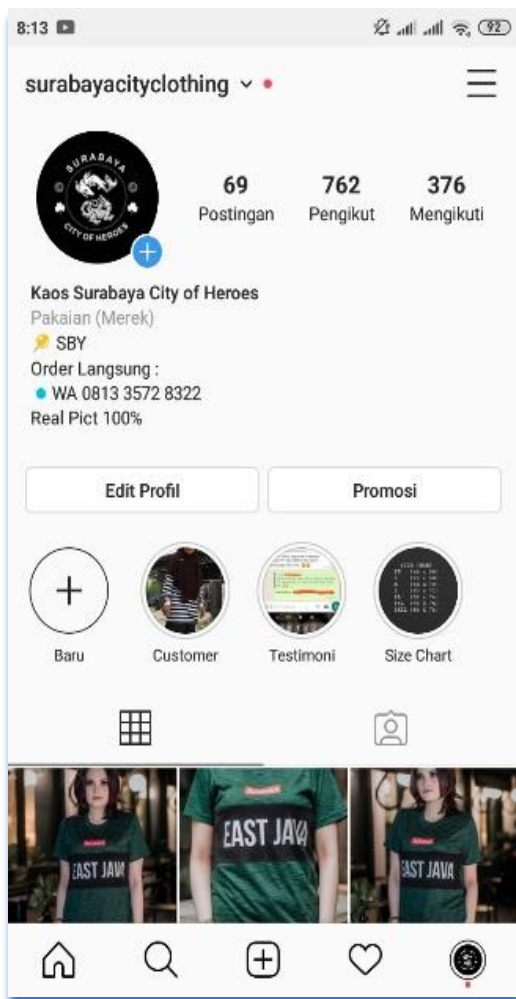 8:13
92
surabayacityclothing
SURABAYA
CITY OF HEROES
69 762 376
Postingan Pengikut Mengikuti
Kaos Surabaya City of Heroes
Pakaian (Merek)
SBY
Order Langsung :
WA 0813 3572 8322
Real Pict 100%
Edit Profil Promosi
SIZE CHART
Baru Customer Testimoni Size Chart
EAST JAVA EAST JAVA EAST JAVA